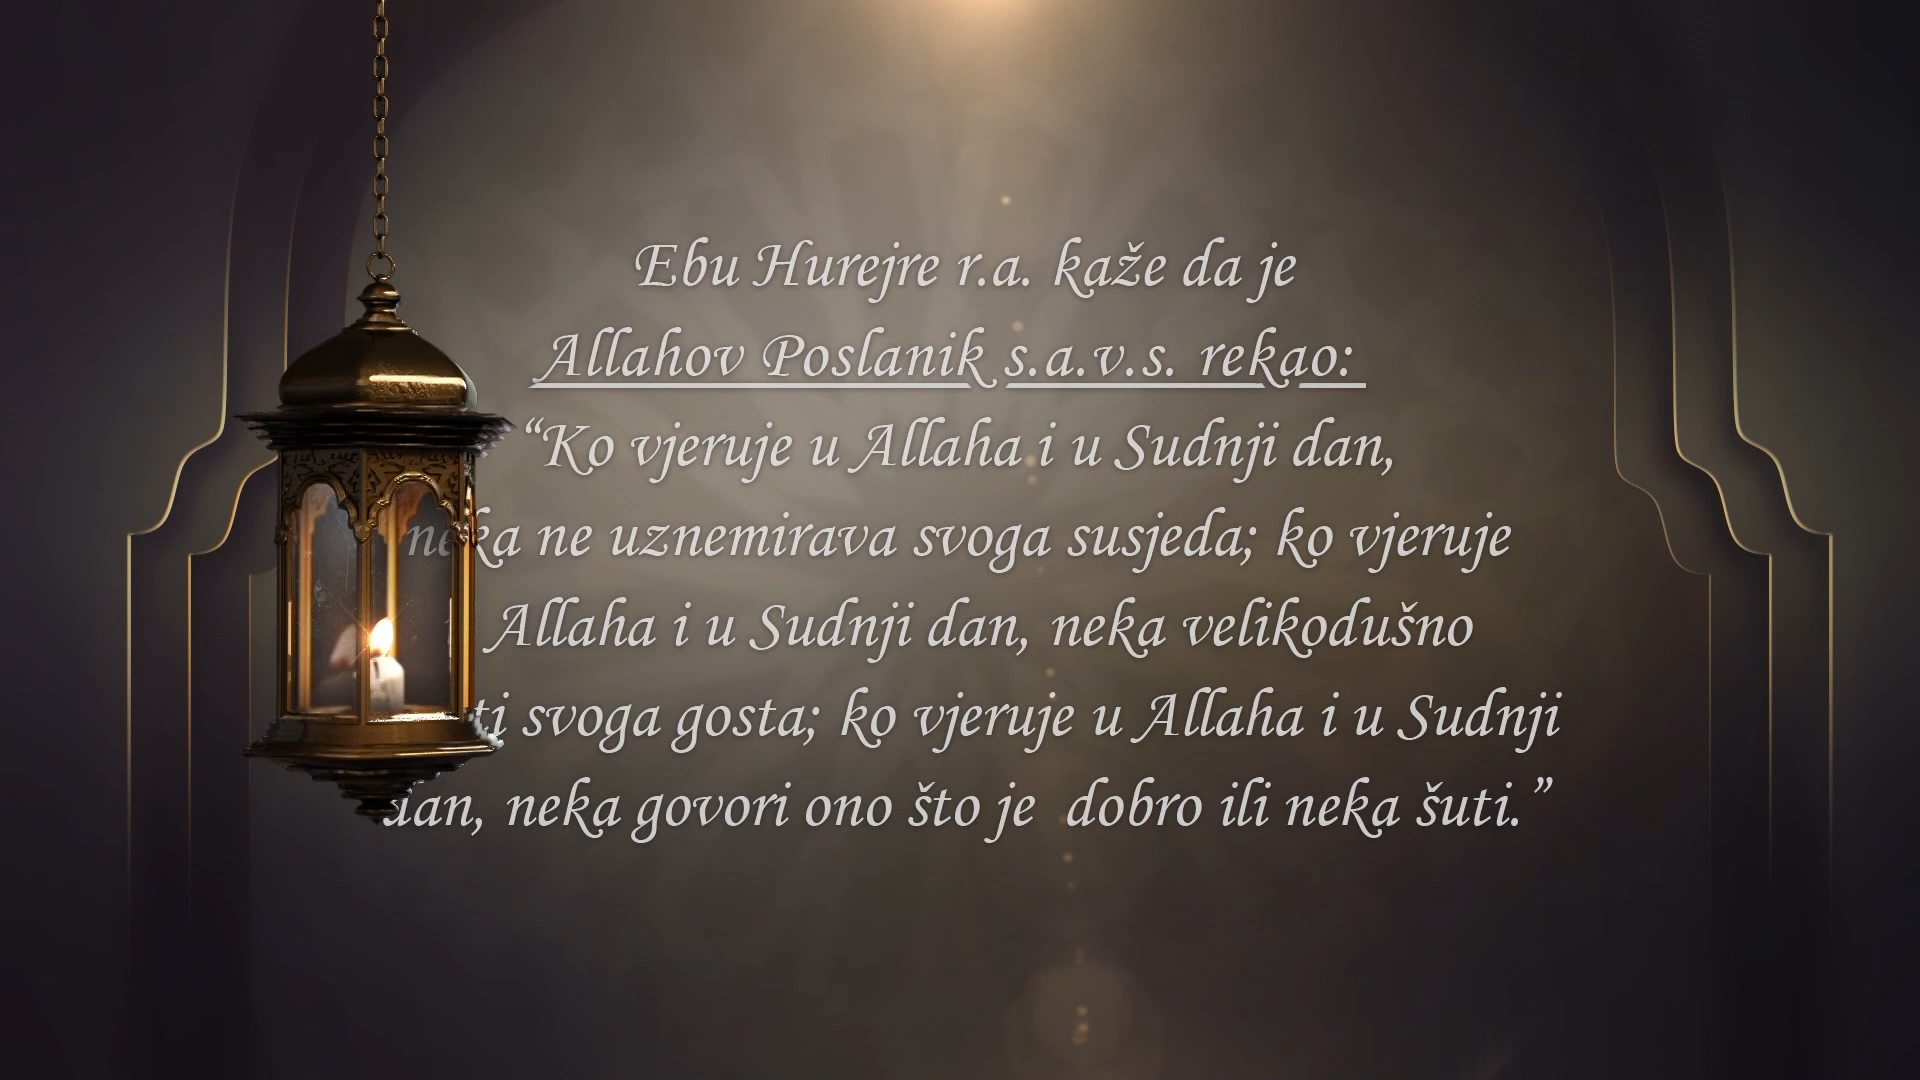 Ebu Hurejre r.a. kaže da je
Allahov Poslanik s.a.v.s. rekao:
“Ko vjeruje u Allaha i u Sudnji dan,
neka ne uznemirava svoga susjeda; ko vjeruje
Allaha i u Sudnji dan, neka velikodušno
svoga gosta; ko vjeruje u Allaha i u Sudnji
dan, neka govori ono što je dobro ili neka šuti.”